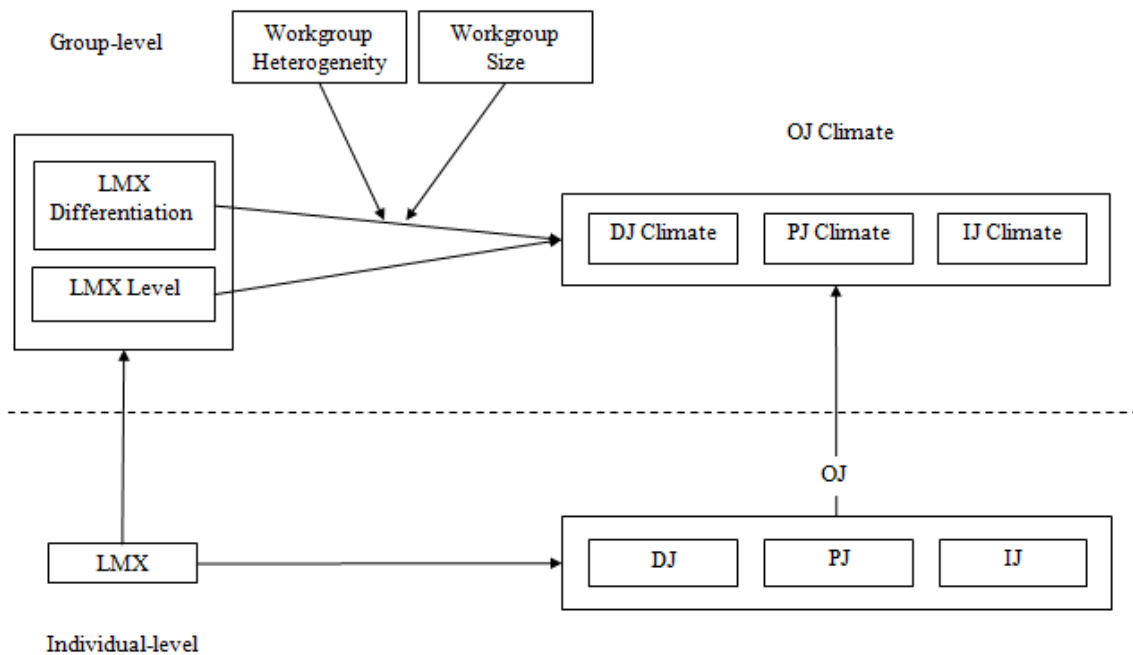 Group-level
Workgroup
Heterogeneity
Workgroup
Size
OJ Climate
LMX
Differentiation
LMX Level
DJ Climate
PJ Climate
IJ Climate
OJ
LMX
DJ
PJ
IJ
Individual-level